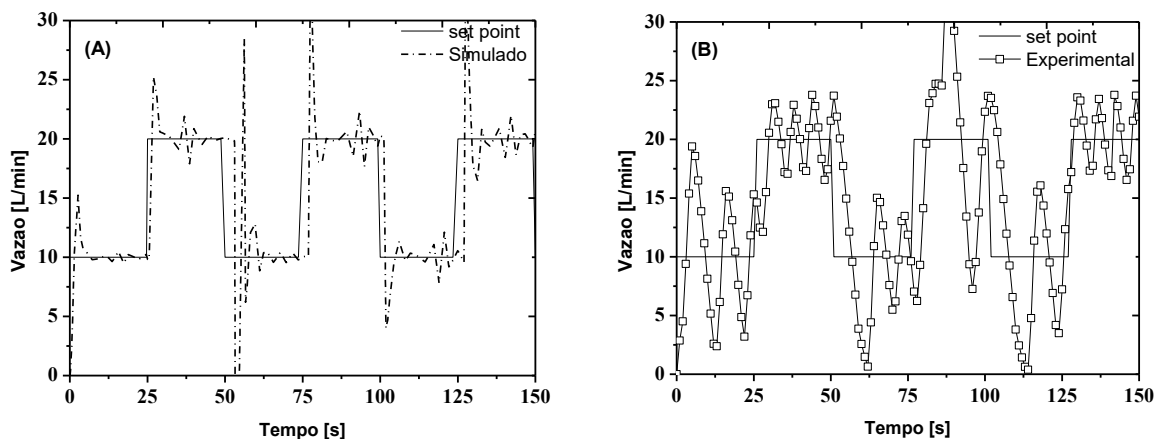 (A)
set point
Simulado
30
25
20
15
10
5
0
Vazao [L/min]
0 25 50 75 100 125 150
Tempo [s]
(B)
set point
Experimental
30
25
20
15
10
5
0
Vazao [L/min]
0 25 50 75 100 125 150
Tempo [s]